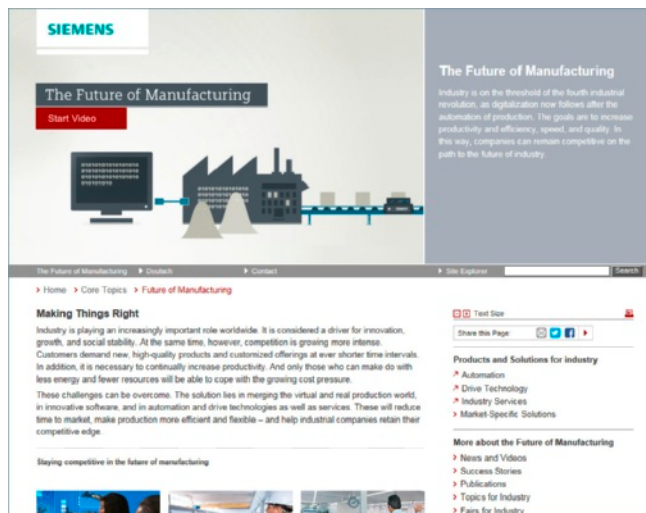 SIEMENS
The Future of Manufacturing
Start Video
The Future of Manufacturing
Industry is on the threshold of the fourth industrial
revolution, as digitalization now follows after the
automation of production. The goals are to increase
productivity and efficiency, speed, and quality. In
this way, companies can remain competitive on the
path to the future of industry.
The Future of Manufacturing
Deutsch
Contact
Site Explorer
Search
Home
Core Topics
Future of Manufacturing
Making Things Right
Industry is playing an increasingly important role worldwide. It is considered a driver for innovation,
growth, and social stability. At the same time, however, competition is growing more intense.
Customers demand new, high-quality products and customized offerings at ever shorter time intervals.
In addition, it is necessary to continually increase productivity. And only those who can make do with
less energy and fewer resources will be able to cope with the growing cost pressure.
These challenges can be overcome. The solution lies in merging the virtual and real production world,
in innovative software, and in automation and drive technologies as well as services. These will reduce
time to market, make production more efficient and flexible – and help industrial companies retain their
competitive edge.
Staying competitive in the future of manufacturing
Text Size
Share this Page:
Products and Solutions for industry
Automation
Drive Technology
Industry Services
Market-Specific Solutions
More about the Future of Manufacturing
News and Videos
Success Stories
Publications
Topics for Industry
Fairs for Industry